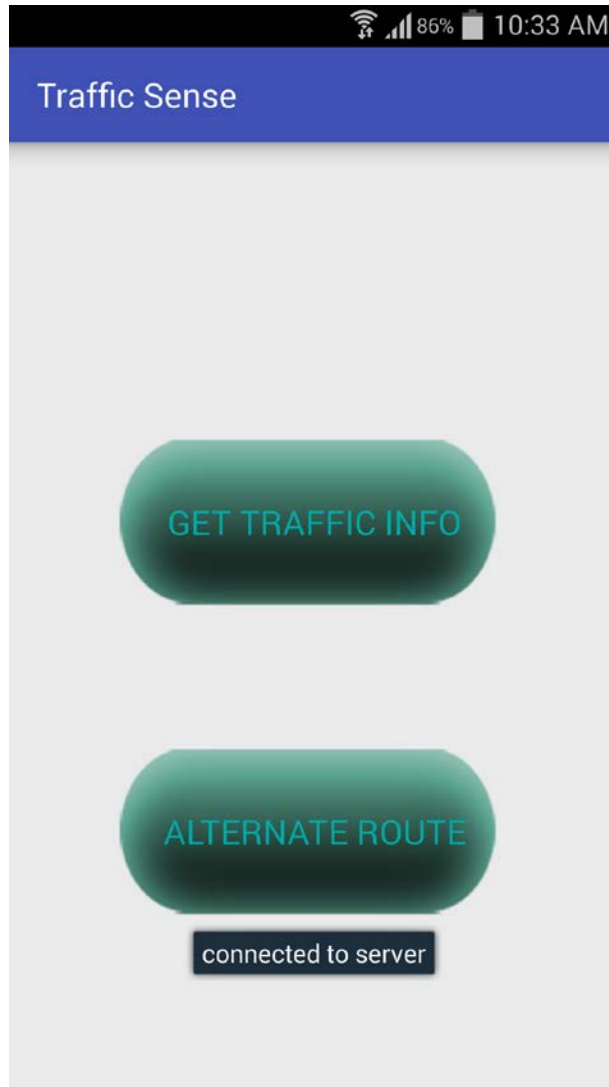 86% 10:33 AM
Traffic Sense
GET TRAFFIC INFO
ALTERNATE ROUTE
connected to server